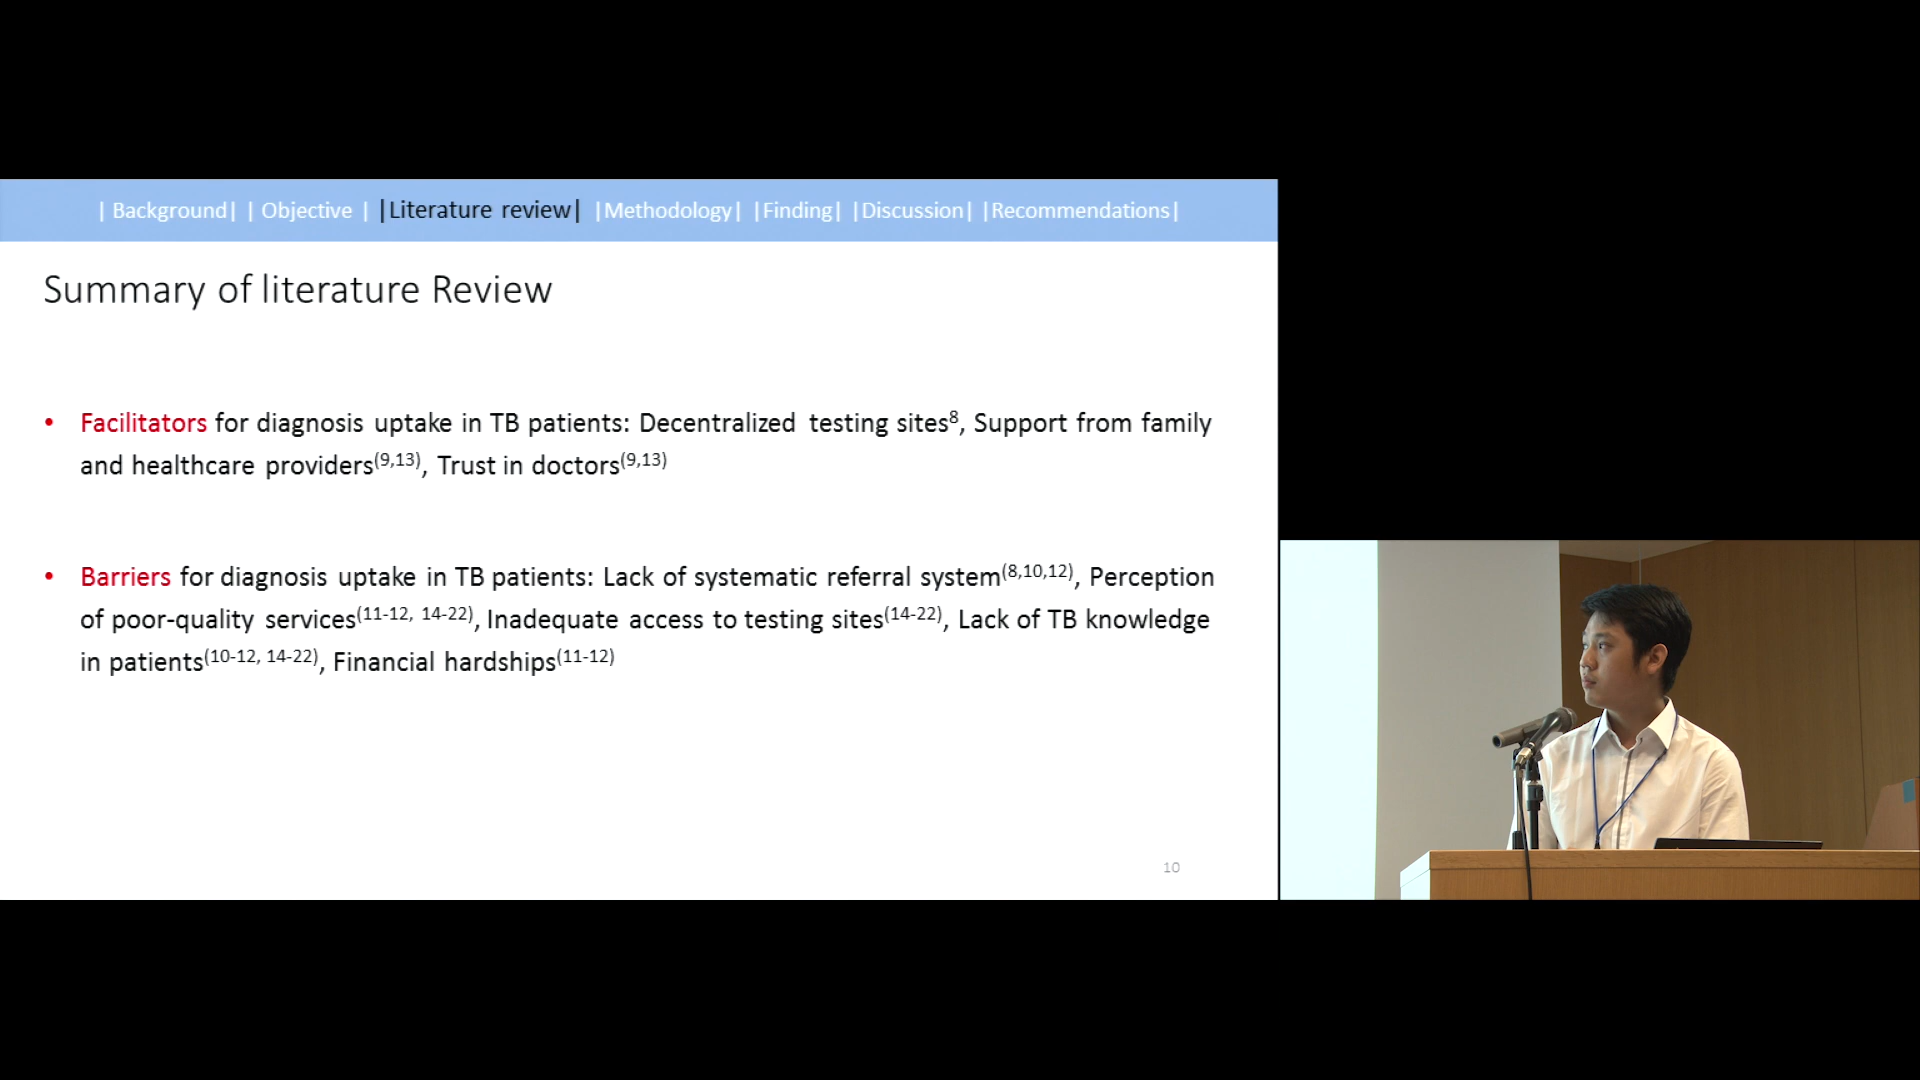 | Background| | Objective | |Literature review| |Methodology| |Finding| |Discussion| |Recommendations|
Summary of literature Review
• Facilitators for diagnosis uptake in TB patients: Decentralized testing sites8, Support from family
and healthcare providers(9,13), Trust in doctors(9,13)
• Barriers for diagnosis uptake in TB patients: Lack of systematic referral system(8,10,12), Perception
of poor-quality services(11-12, 14-22), Inadequate access to testing sites(14-22), Lack of TB knowledge
in patients(10-12, 14-22), Financial hardships(11-12)
10